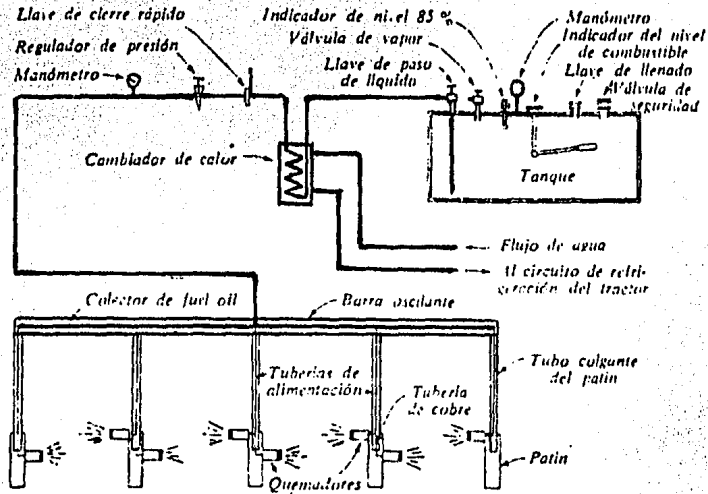 Llave de cierre rápido
Regulador de presión
Manómetro
Indicador de nivel 85 %
Válvula de vapor
Llave de paso
de líquido
Manómetro
Indicador del nivel
de combustible
Llave de llenado
Válvula de
seguridad
Cambiador de calor
Tanque
Flujo de agua
Al circuito de refri-
geración del tractor
Colector de fuel oil
Barra oscilante
Tuberías de
alimentación
Tubería
de cobre
Tubo colgante
del patín
Quemadores
Patín